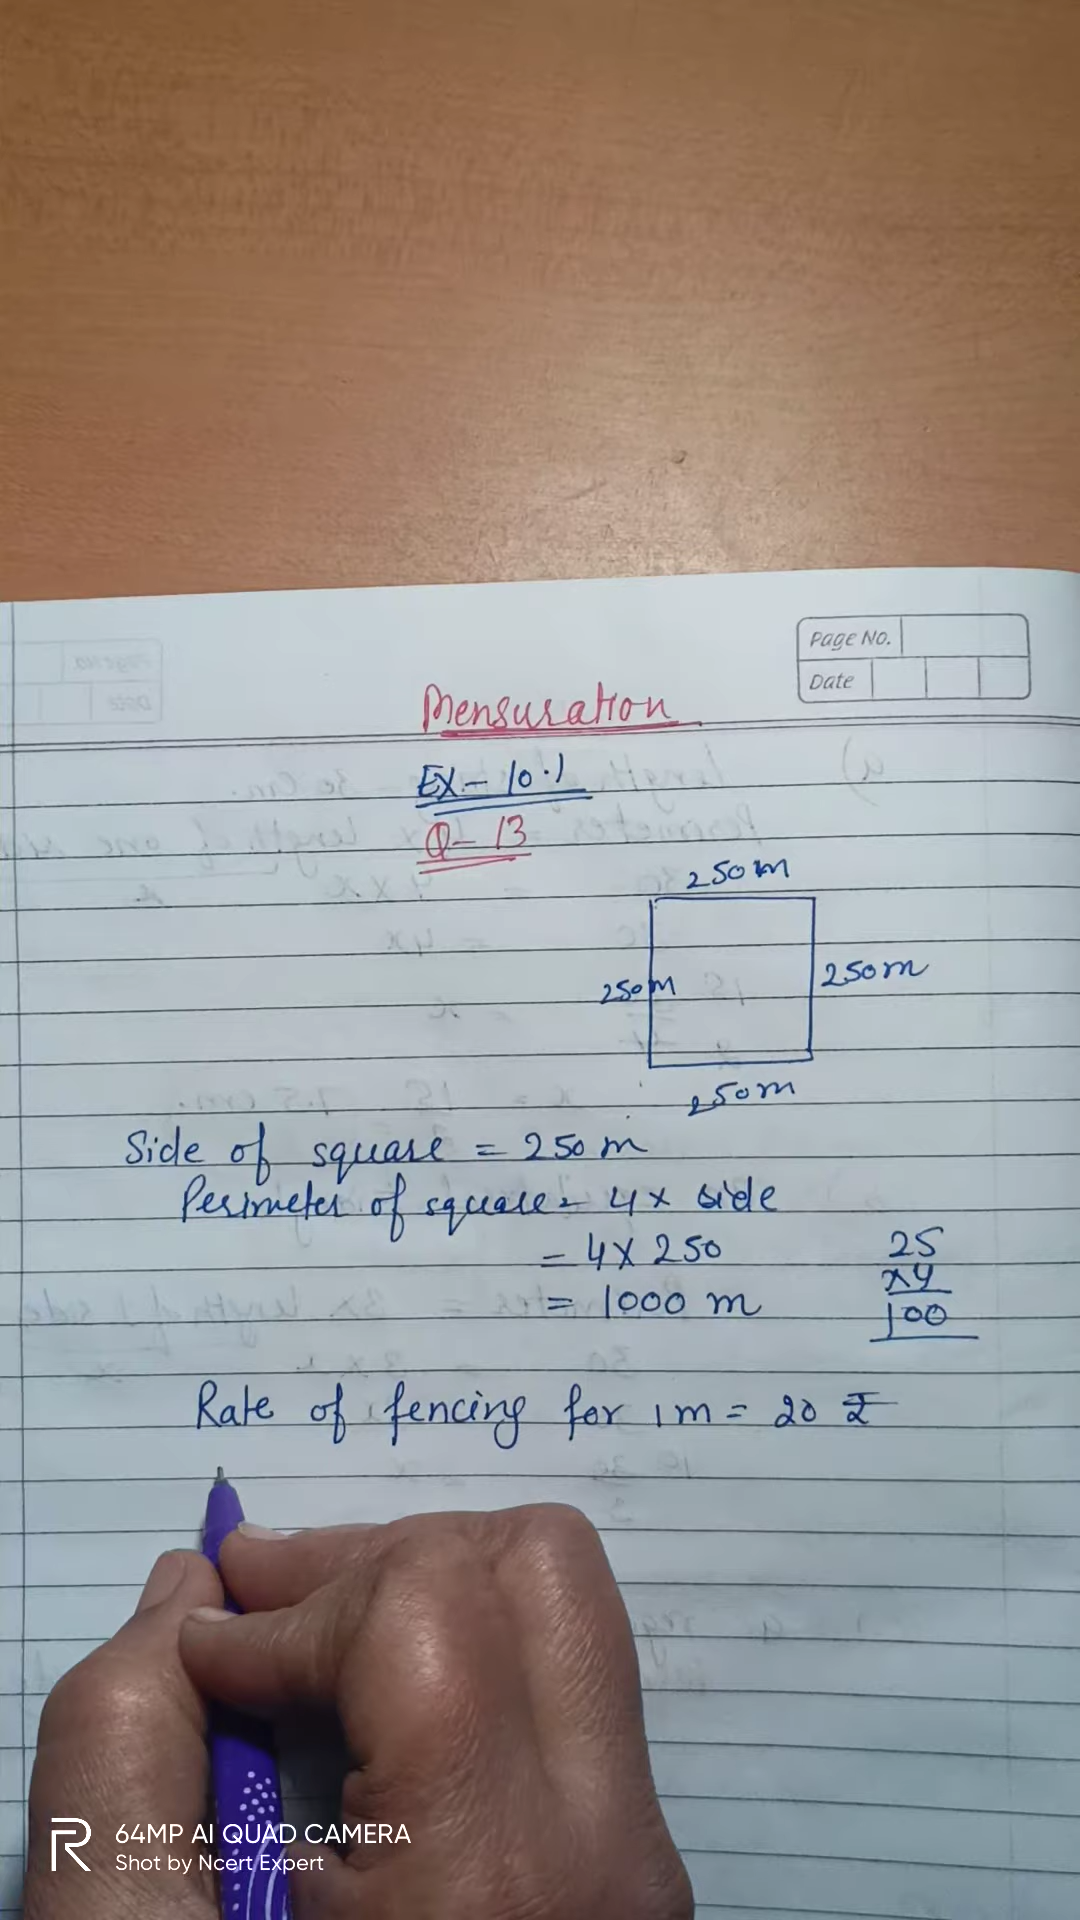 Page No.
Date
Mensuration
Ex - 10.1
Q - 13
250 m
250 m
250 m
250 m
Side of square = 250 m
Perimeter of square = 4 x side
= 4 x 250
= 1000 m
25
x4
100
Rate of fencing for 1 m = 20 ₹
64MP AI QUAD CAMERA
Shot by Ncert Expert